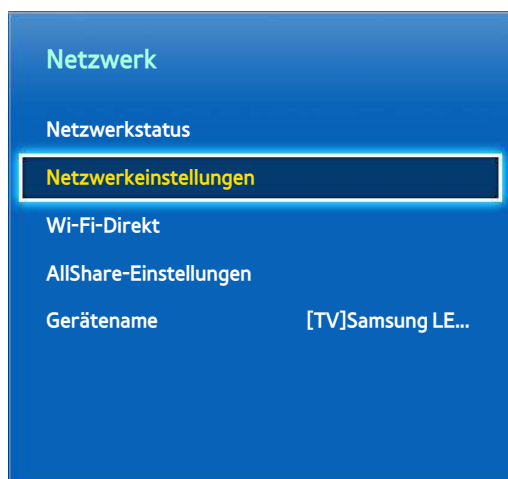 Netzwerk
Netzwerkstatus
Netzwerkeinstellungen
Wi-Fi-Direkt
AllShare-Einstellungen
Gerätename [TV]Samsung LE...